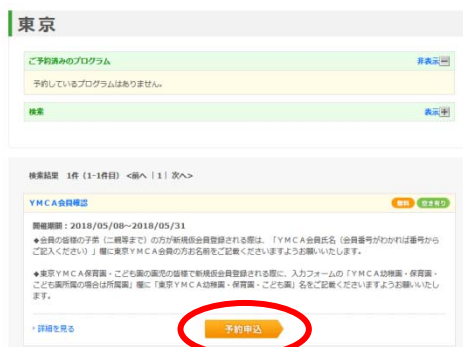 東京
ご予約済みのプログラム 非表示
予約しているプログラムはありません。
検索 表示
検索結果 1件 (1-1件目) <前へ | 1 | 次へ>
YMCA会員確認 無料 空き有り
開催期間:2018/05/08~2018/05/31
◆会員の皆様の子弟(二親等まで)の方が新規仮会員登録される際は、「YMCA会員氏名(会員番号がわかれば番号から
ご記入ください)」欄に東京YMCA会員の方お名前をご記載くださいますようお願いいたします。
◆東京YMCA保育園・こども園の園児の皆様で新規仮会員登録される際に、入力フォームの「YMCA幼稚園・保育園・
こども園所属の場合は所属園」欄に「東京YMCA幼稚園・保育園・こども園」名をご記載くださいますようお願いいたし
ます。
詳細を見る 予約申込